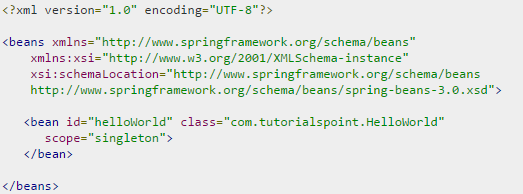 <?xml version="1.0" encoding="UTF-8"?>
<beans xmlns="http://www.springframework.org/schema/beans"
xmlns:xsi="http://www.w3.org/2001/XMLSchema-instance"
xsi:schemaLocation="http://www.springframework.org/schema/beans
http://www.springframework.org/schema/beans/spring-beans-3.0.xsd">
<bean id="helloWorld" class="com.tutorialspoint.HelloWorld"
scope="singleton">
</bean>
</beans>